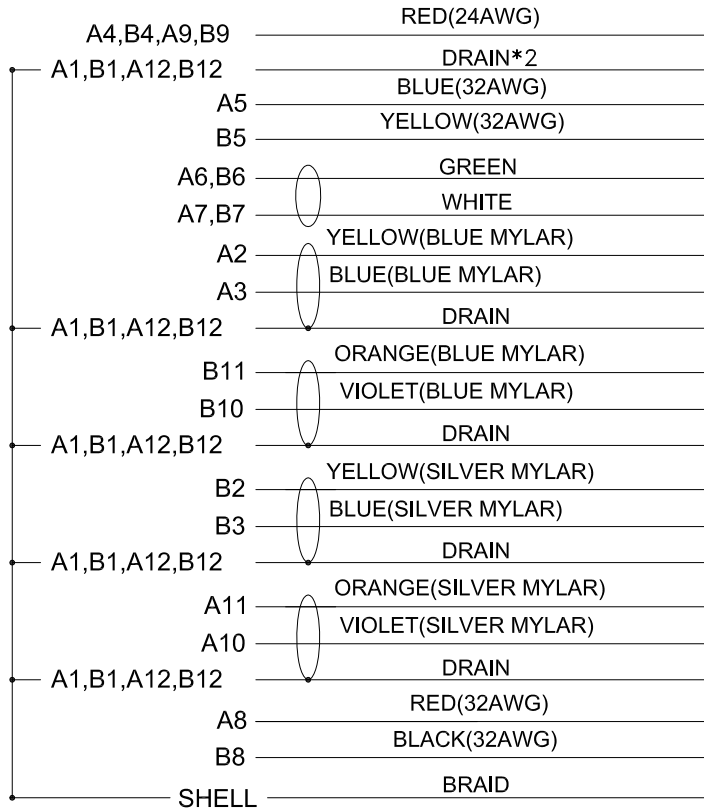 A4,B4,A9,B9 RED(24AWG)
A1,B1,A12,B12 DRAIN*2
A5 BLUE(32AWG)
B5 YELLOW(32AWG)
A6,B6 GREEN
A7,B7 WHITE
A2 YELLOW(BLUE MYLAR)
A3 BLUE(BLUE MYLAR)
A1,B1,A12,B12 DRAIN
B11 ORANGE(BLUE MYLAR)
B10 VIOLET(BLUE MYLAR)
A1,B1,A12,B12 DRAIN
B2 YELLOW(SILVER MYLAR)
B3 BLUE(SILVER MYLAR)
A1,B1,A12,B12 DRAIN
A11 ORANGE(SILVER MYLAR)
A10 VIOLET(SILVER MYLAR)
A1,B1,A12,B12 DRAIN
A8 RED(32AWG)
B8 BLACK(32AWG)
SHELL BRAID